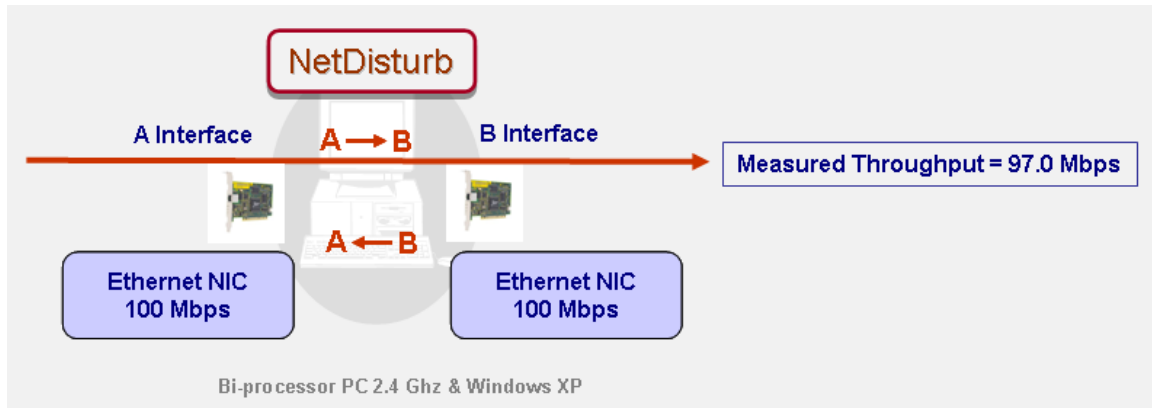 NetDisturb
A Interface
A → B
B Interface
Measured Throughput = 97.0 Mbps
A ← B
Ethernet NIC
100 Mbps
Ethernet NIC
100 Mbps
Bi-processor PC 2.4 Ghz & Windows XP